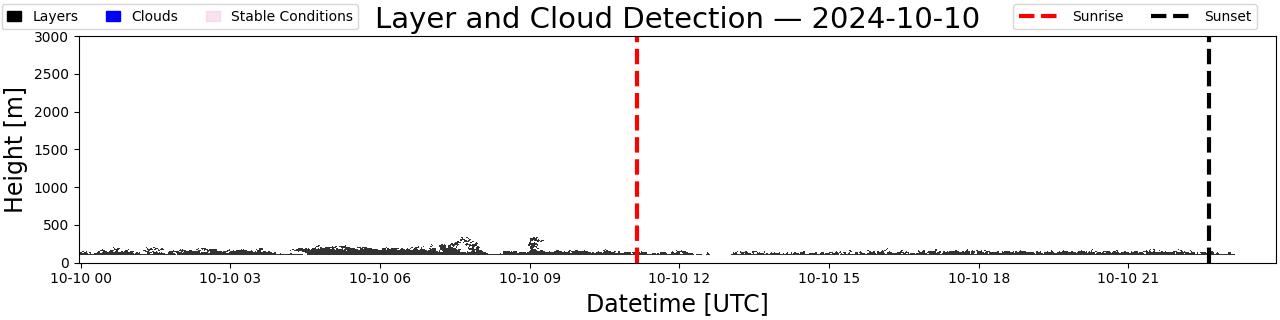 Layers Clouds Stable Conditions Layer and Cloud Detection — 2024-10-10 Sunrise Sunset
Height [m]
3000
2500
2000
1500
1000
500
0
10-10 00 10-10 03 10-10 06 10-10 09 10-10 12 10-10 15 10-10 18 10-10 21
Datetime [UTC]